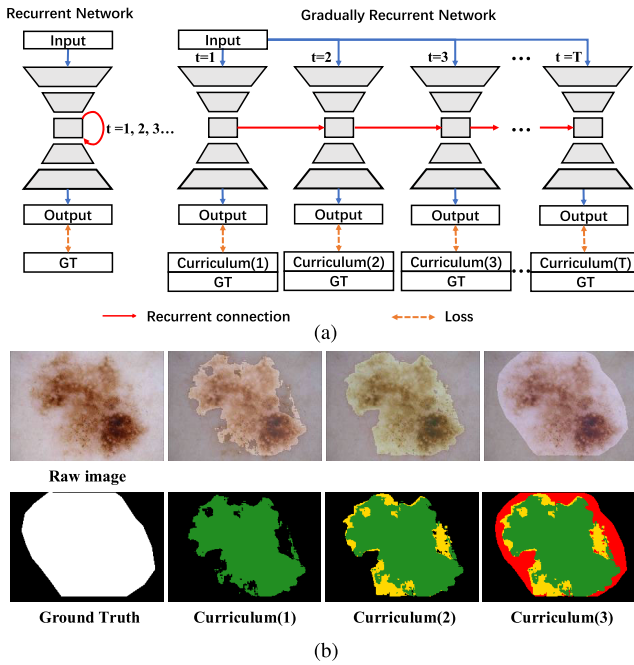 Recurrent Network
Gradually Recurrent Network
Input
Input
t=1
t=2
t=3
...
t =T
t =1, 2, 3...
...
Output
Output
Output
Output
Output
GT
Curriculum(1)
GT
Curriculum(2)
GT
Curriculum(3)
GT
...
Curriculum(T)
GT
Recurrent connection
Loss
(a)
Raw image
Ground Truth
Curriculum(1)
Curriculum(2)
Curriculum(3)
(b)